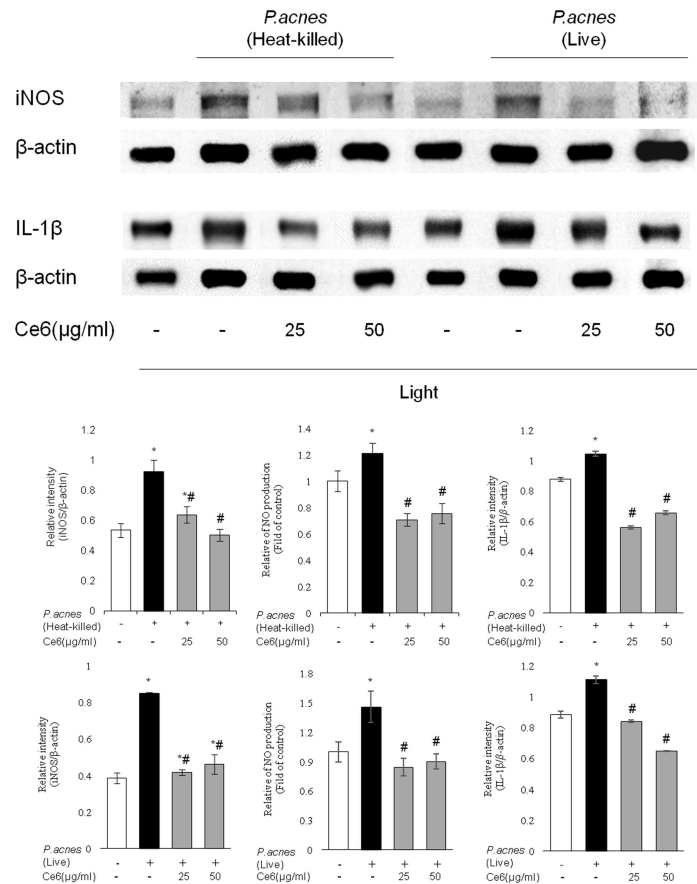 P.acnes
(Heat-killed)
P.acnes
(Live)
iNOS
β-actin
IL-1β
β-actin
Ce6(μg/ml) - - 25 50 - - 25 50
Light
Relative intensity
(iNOS/β-actin)
1.2
1
0.8
0.6
0.4
0.2
0
*
*#
#
P.acnes
(Heat-killed) - + + +
Ce6(μg/ml) - - 25 50
Relative of NO production
(Fild of control)
1.4
1.2
1.0
0.8
0.6
0.4
0.2
0
*
#
#
P.acnes
(Heat-killed) - + + +
Ce6(μg/ml) - - 25 50
Relative intensity
(IL-1β/β-actin)
1.2
1
0.8
0.6
0.4
0.2
0
*
#
#
P.acnes
(Heat-killed) - + + +
Ce6(μg/ml) - - 25 50
Relative intensity
(iNOS/β-actin)
1
0.8
0.6
0.4
0.2
0
*
*#
*#
P.acnes
(Live) - + + +
Ce6(μg/ml) - - 25 50
Relative of NO production
(Fild of control)
1.8
1.5
1.2
0.9
0.6
0.3
0
*
#
#
P.acnes
(Live) - + + +
Ce6(μg/ml) - - 25 50
Relative intensity
(IL-1β/β-actin)
1.2
1
0.8
0.6
0.4
0.2
0
*
#
#
P.acnes
(Live) - + + +
Ce6(μg/ml) - - 25 50